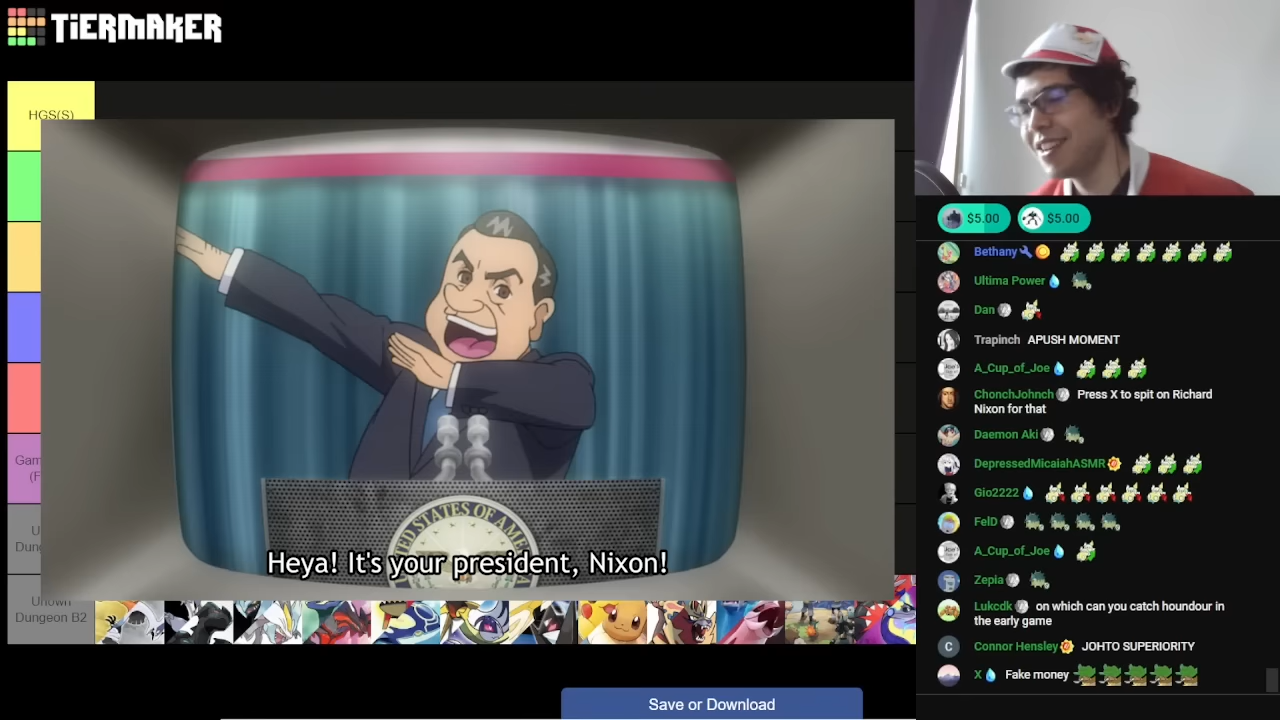 TiERMAKER
HGS(S)
Heya! It's your president, Nixon!
STATES OF AMERICA
Gam
(F
U
Dung
Unown
Dungeon B2
Save or Download
$5.00 $5.00
Bethany
Ultima Power
Dan
Trapinch APUSH MOMENT
A_Cup_of_Joe
ChonchJohnch Press X to spit on Richard
Nixon for that
Daemon Aki
DepressedMicaiahASMR
Gio2222
FelD
A_Cup_of_Joe
Zepia
Lukcdk on which can you catch houndour in
the early game
C Connor Hensley JOHTO SUPERIORITY
X Fake money